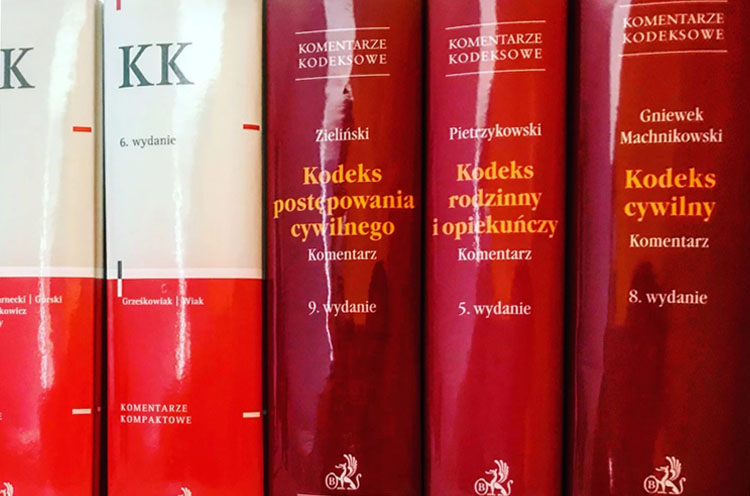 K
KK
6. wydanie
Grześkowiak | Wiak
KOMENTARZE
KOMPAKTOWE
KOMENTARZE
KODEKSOWE
Zieliński
Kodeks
postępowania
cywilnego
Komentarz
9. wydanie
KOMENTARZE
KODEKSOWE
Pietrzykowski
Kodeks
rodzinny
i opiekuńczy
Komentarz
5. wydanie
KOMENTARZE
KODEKSOWE
Gniewek
Machnikowski
Kodeks
cywilny
Komentarz
8. wydanie